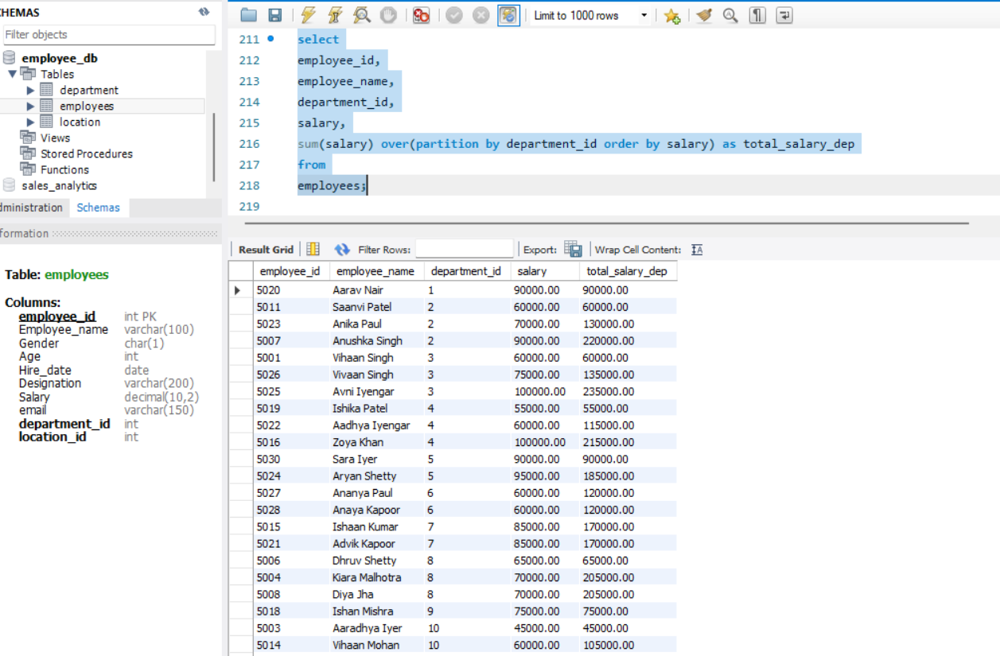 CHEMAS
Filter objects
employee_db
Tables
department
employees
location
Views
Stored Procedures
Functions
sales_analytics
dministration Schemas
formation
Table: employees
Columns:
employee_id int PK
Employee_name varchar(100)
Gender char(1)
Age int
Hire_date date
Designation varchar(200)
Salary decimal(10,2)
email varchar(150)
department_id int
location_id int
Limit to 1000 rows
211 select
212 employee_id,
213 employee_name,
214 department_id,
215 salary,
216 sum(salary) over(partition by department_id order by salary) as total_salary_dep
217 from
218 employees;
219
Result Grid Filter Rows: Export: Wrap Cell Content:
employee_id employee_name department_id salary total_salary_dep
5020 Aarav Nair 1 90000.00 90000.00
5011 Saanvi Patel 2 60000.00 60000.00
5023 Anika Paul 2 70000.00 130000.00
5007 Anushka Singh 2 90000.00 220000.00
5001 Vihaan Singh 3 60000.00 60000.00
5026 Vivaan Singh 3 75000.00 135000.00
5025 Avni Iyengar 3 100000.00 235000.00
5019 Ishika Patel 4 55000.00 55000.00
5022 Aadhya Iyengar 4 60000.00 115000.00
5016 Zoya Khan 4 100000.00 215000.00
5030 Sara Iyer 5 90000.00 90000.00
5024 Aryan Shetty 5 95000.00 185000.00
5027 Ananya Paul 6 60000.00 120000.00
5028 Anaya Kapoor 6 60000.00 120000.00
5015 Ishaan Kumar 7 85000.00 170000.00
5021 Advik Kapoor 7 85000.00 170000.00
5006 Dhruv Shetty 8 65000.00 65000.00
5004 Kiara Malhotra 8 70000.00 205000.00
5008 Diya Jha 8 70000.00 205000.00
5018 Ishan Mishra 9 75000.00 75000.00
5003 Aaradhya Iyer 10 45000.00 45000.00
5014 Vihaan Mohan 10 60000.00 105000.00